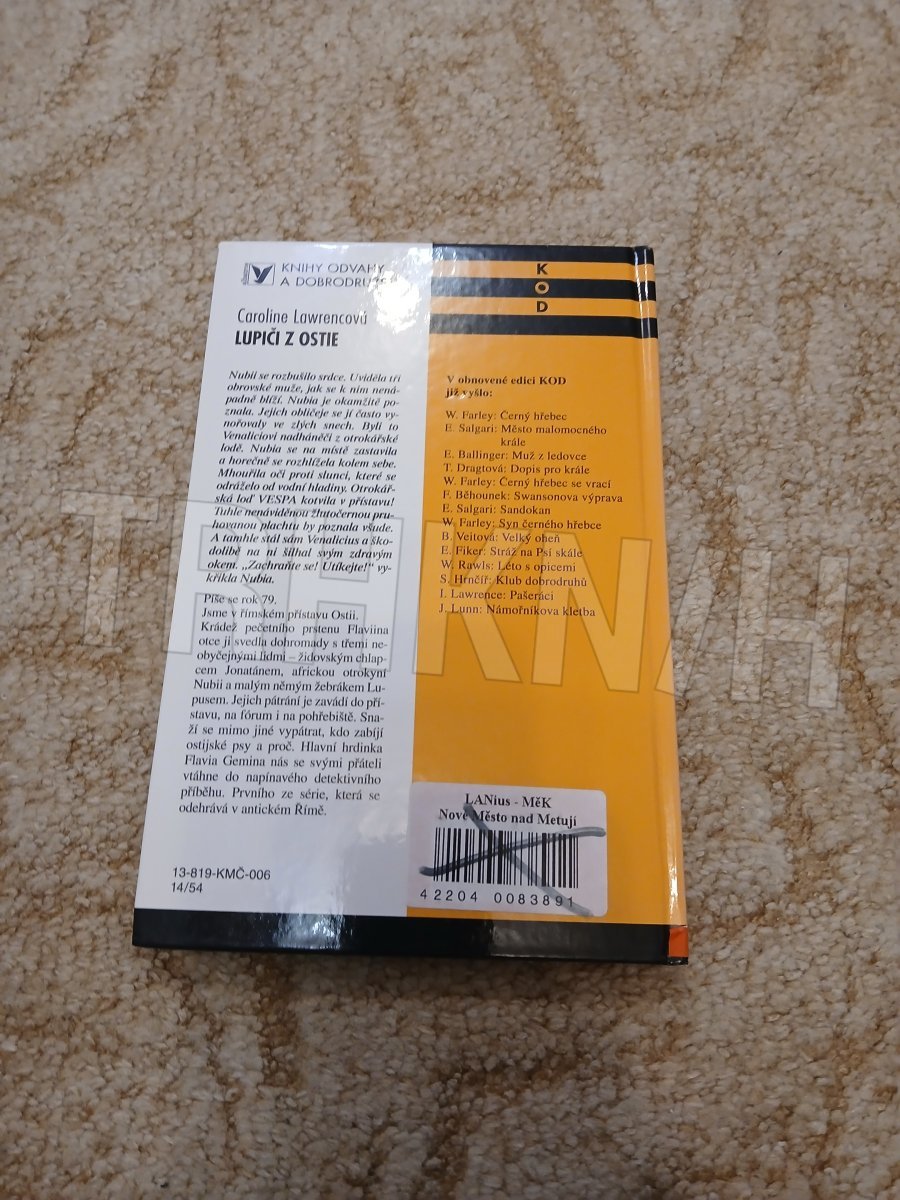 KNIHY ODVAHY
A DOBRODRUŽ
Caroline Lawrencová
LUPIČI Z OSTIE
Nubii se rozbušilo srdce. Uviděla tři
obrovské muže, jak se k nim nená-
padně blíží. Nubia je okamžitě po-
znala. Jejich obličeje se jí často vy-
nořovaly ve zlých snech. Byli to
Venaliciovi nadháněči z otrokářské
lodě. Nubia se na místě zastavila
a horečně se rozhlížela kolem sebe.
Mhouřila oči proti slunci, které se
odráželo od vodní hladiny. Otrokář-
ská loď VESPA kotvila v přístavu!
Tuhle nenáviděnou žlutočernou pru-
hovanou plachtu by poznala všude.
A tamhle stál sám Venalicius a ško-
dolibě na ni šilhal svým zdravým
okem. „Zachraňte se! Utíkejte!“ vy-
křikla Nubia.
Píše se rok 79.
Jsme v římském přístavu Ostii.
Krádež pečetního prstenu Flaviina
otce ji svedla dohromady s třemi ne-
obyčejnými lidmi – židovským chlap-
cem Jonatánem, africkou otrokyní
Nubii a malým němým žebrákem Lu-
pusem. Jejich pátrání je zavádí do pří-
stavu, na fórum i na pohřebiště. Sna-
ží se mimo jiné vypátrat, kdo zabíjí
ostijské psy a proč. Hlavní hrdinka
Flavia Gemina nás se svými přáteli
vtáhne do napínavého detektivního
příběhu. Prvního ze série, která se
odehrává v antickém Římě.
13-819-KMČ-006
14/54
K
O
D
V obnovené edici KOD
již vyšlo:
W. Farley: Černý hřebec
E. Salgari: Město malomocného
krále
E. Ballinger: Muž z ledovce
T. Dragtová: Dopis pro krále
W. Farley: Černý hřebec se vrací
F. Běhounek: Swansonova výprava
E. Salgari: Sandokan
W. Farley: Syn černého hřebce
B. Veitová: Velký oheň
E. Fiker: Stráž na Psí skále
W. Rawls: Léto s opicemi
S. Hrnčíř: Klub dobrodruhů
I. Lawrence: Pašeráci
J. Lunn: Námořníkova kletba
LANius - MěK
Nové Město nad Metují
42204 0083891